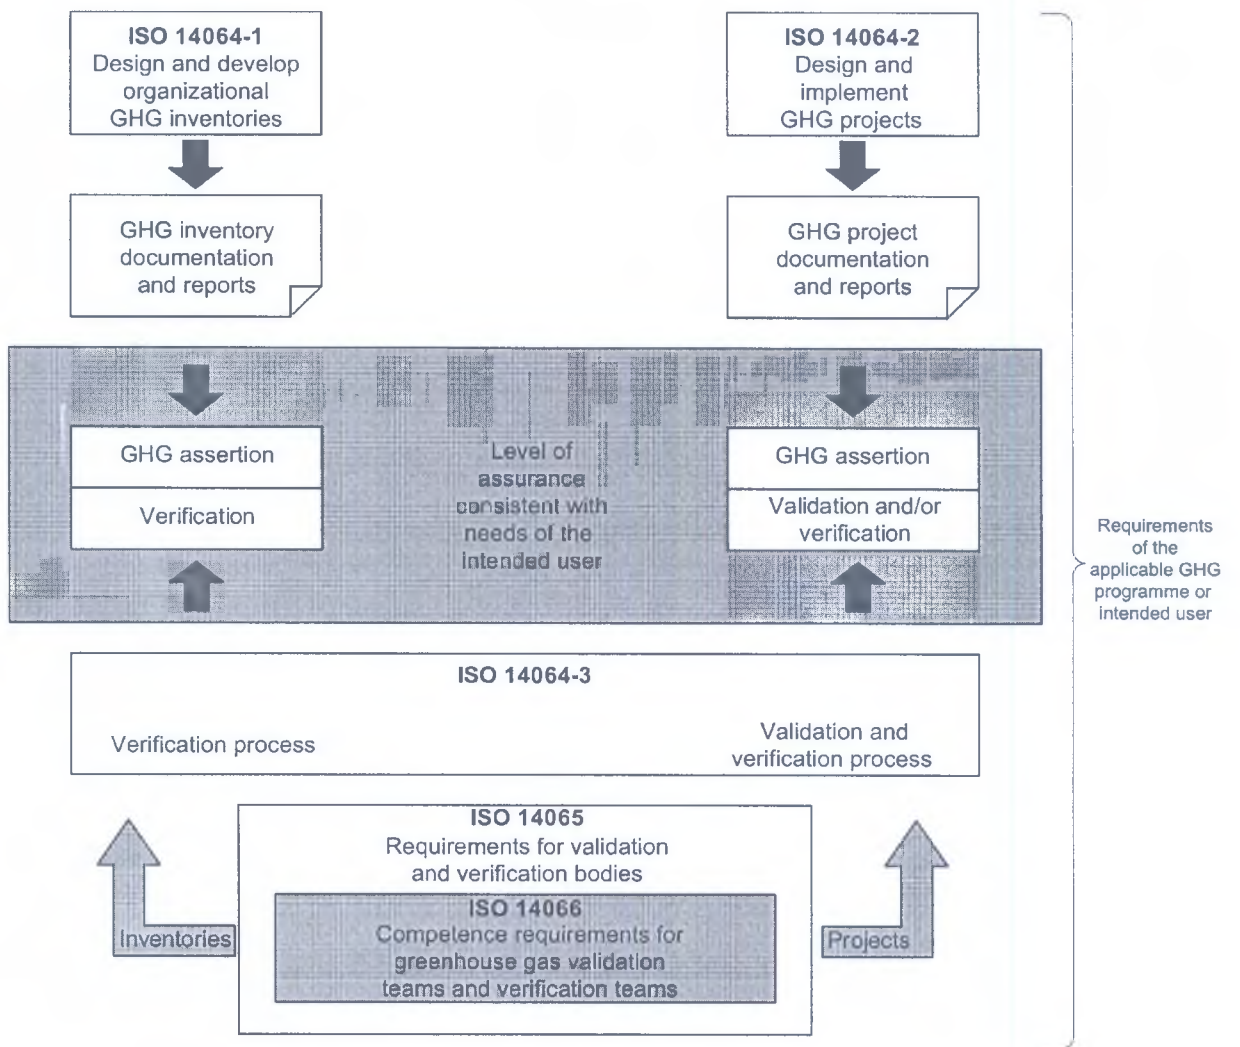 ISO 14064-1
Design and develop
organizational
GHG inventories
ISO 14064-2
Design and
implement
GHG projects
GHG inventory
documentation
and reports
GHG project
documentation
and reports
GHG assertion
Verification
Level of
assurance
consistent with
needs of the
intended user
GHG assertion
Validation and/or
verification
Requirements
of the
applicable GHG
programme or
intended user
ISO 14064-3
Verification process
Validation and
verification process
ISO 14065
Requirements for validation
and verification bodies
ISO 14066
Competence requirements for
greenhouse gas validation
teams and verification teams
Inventories
Projects